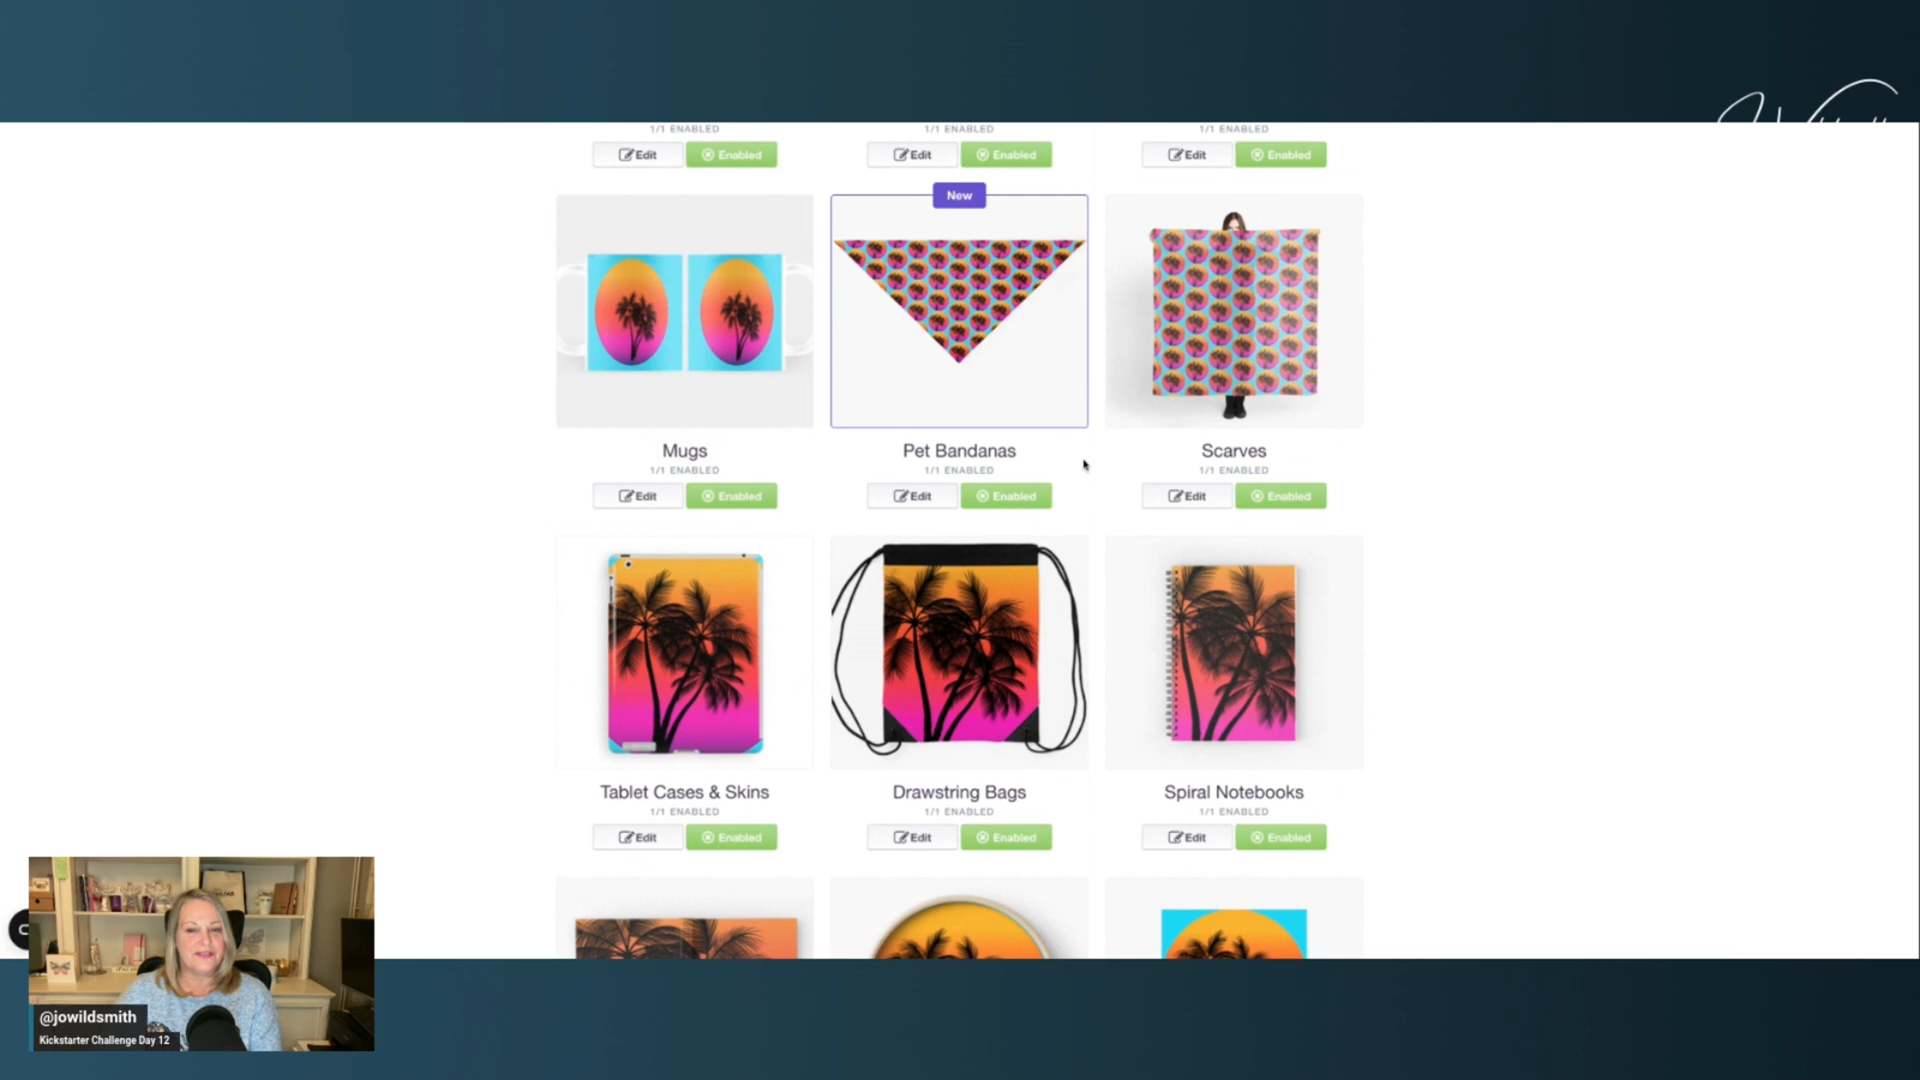 1/1 ENABLED 1/1 ENABLED 1/1 ENABLED
Edit Enabled Edit Enabled Edit Enabled
New
Mugs Pet Bandanas Scarves
1/1 ENABLED 1/1 ENABLED 1/1 ENABLED
Edit Enabled Edit Enabled Edit Enabled
Tablet Cases & Skins Drawstring Bags Spiral Notebooks
1/1 ENABLED 1/1 ENABLED 1/1 ENABLED
Edit Enabled Edit Enabled Edit Enabled
@jowildsmith
Kickstarter Challenge Day 12